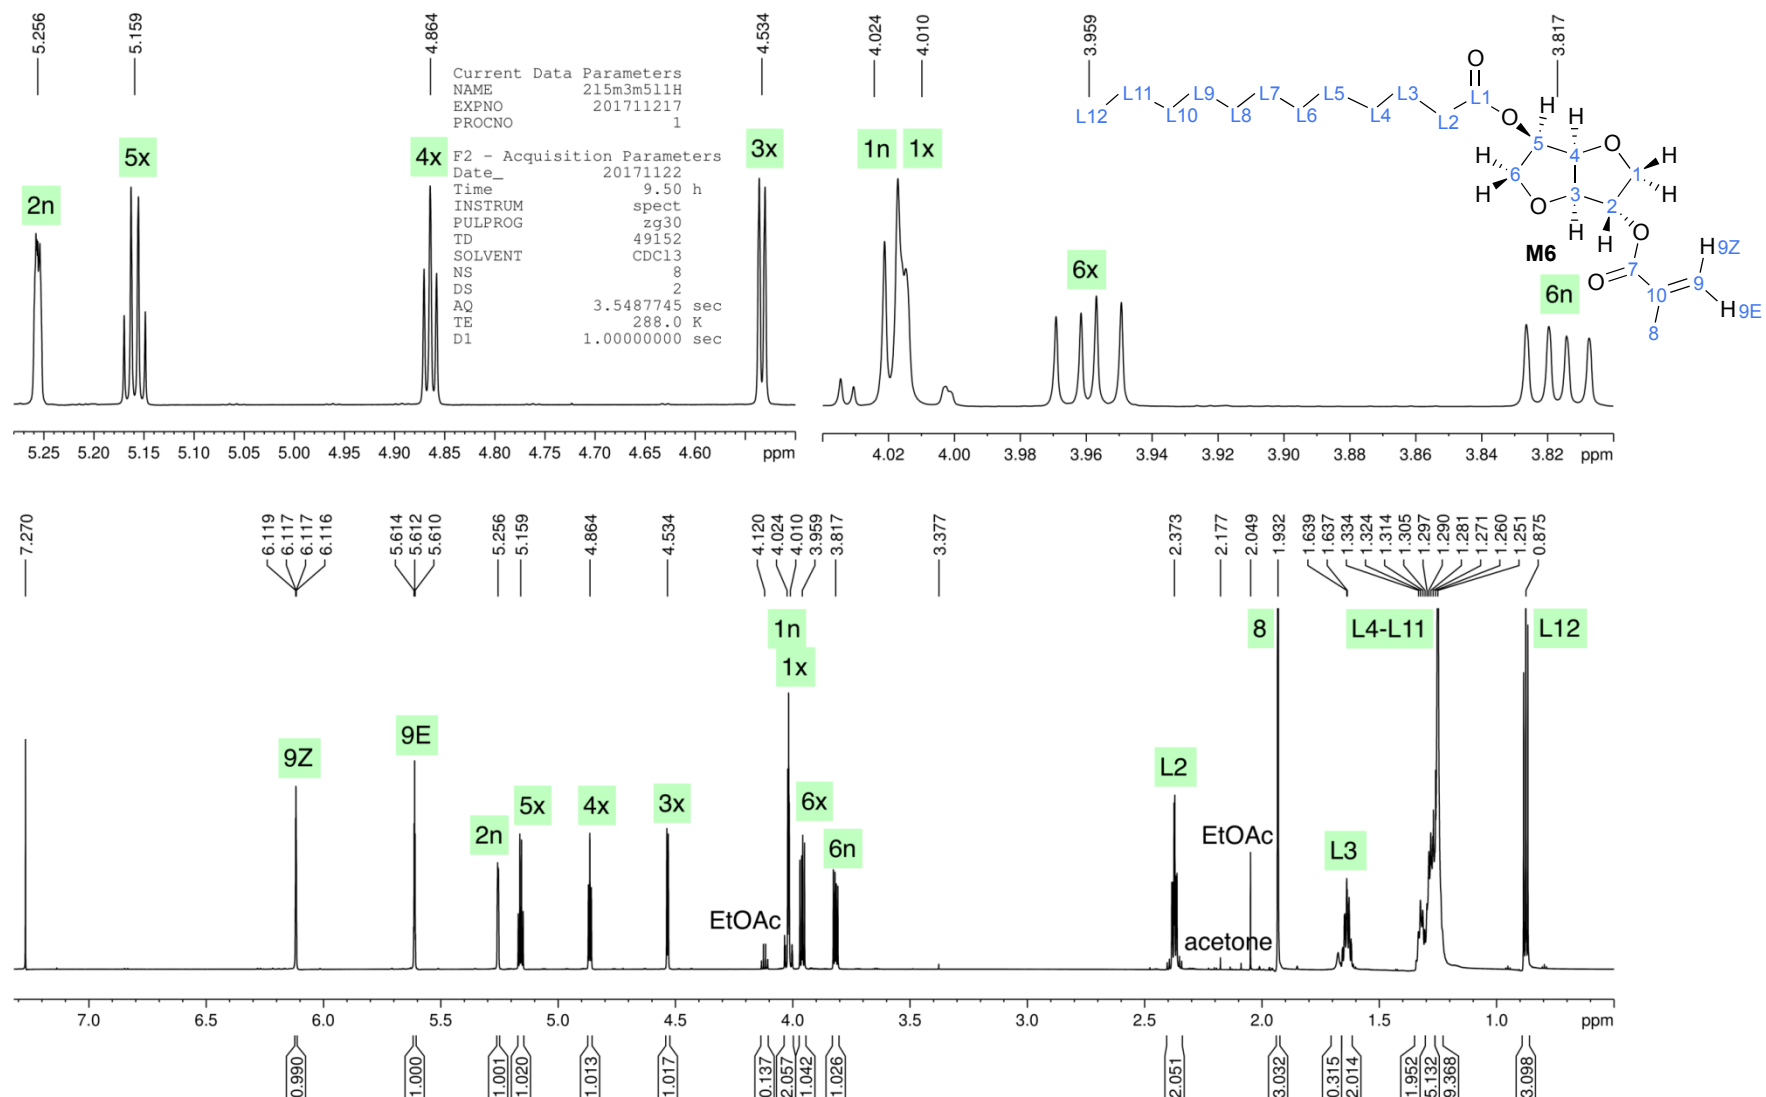 5.256
5.159
4.864
4.534
4.024
4.010
3.959
3.817
Current Data Parameters
NAME 215m3m5l1H
EXPNO 201711217
PROCNO 1
F2 - Acquisition Parameters
Date_ 20171122
Time 9.50 h
INSTRUM spect
PULPROG zg30
TD 49152
SOLVENT CDCl3
NS 8
DS 2
AQ 3.5487745 sec
TE 288.0 K
D1 1.00000000 sec
2n
5x
4x
3x
1n
1x
6x
6n
O
L12 L11 L10 L9 L8 L7 L6 L5 L4 L3 L2 L1
O
H
H
5
4
O
H
H
6
H
1
H
H
O
3
2
H
H
O
M6
7
O
10
9
H 9Z
H 9E
8
5.25 5.20 5.15 5.10 5.05 5.00 4.95 4.90 4.85 4.80 4.75 4.70 4.65 4.60 ppm
4.02 4.00 3.98 3.96 3.94 3.92 3.90 3.88 3.86 3.84 3.82 ppm
7.270
6.119
6.117
6.117
6.116
5.614
5.612
5.610
5.256
5.159
4.864
4.534
4.120
4.024
4.010
3.959
3.817
3.377
2.373
2.177
2.049
1.932
1.639
1.637
1.334
1.324
1.314
1.305
1.297
1.290
1.281
1.271
1.260
1.251
0.875
9Z
9E
2n
5x
4x
3x
EtOAc
1n
1x
6x
6n
L2
acetone
EtOAc
8
L3
L4-L11
L12
7.0 6.5 6.0 5.5 5.0 4.5 4.0 3.5 3.0 2.5 2.0 1.5 1.0 ppm
0.990
1.000
1.001
1.020
1.013
1.017
0.137
2.057
1.042
1.026
2.051
3.032
0.315
2.014
1.952
5.132
9.368
3.098